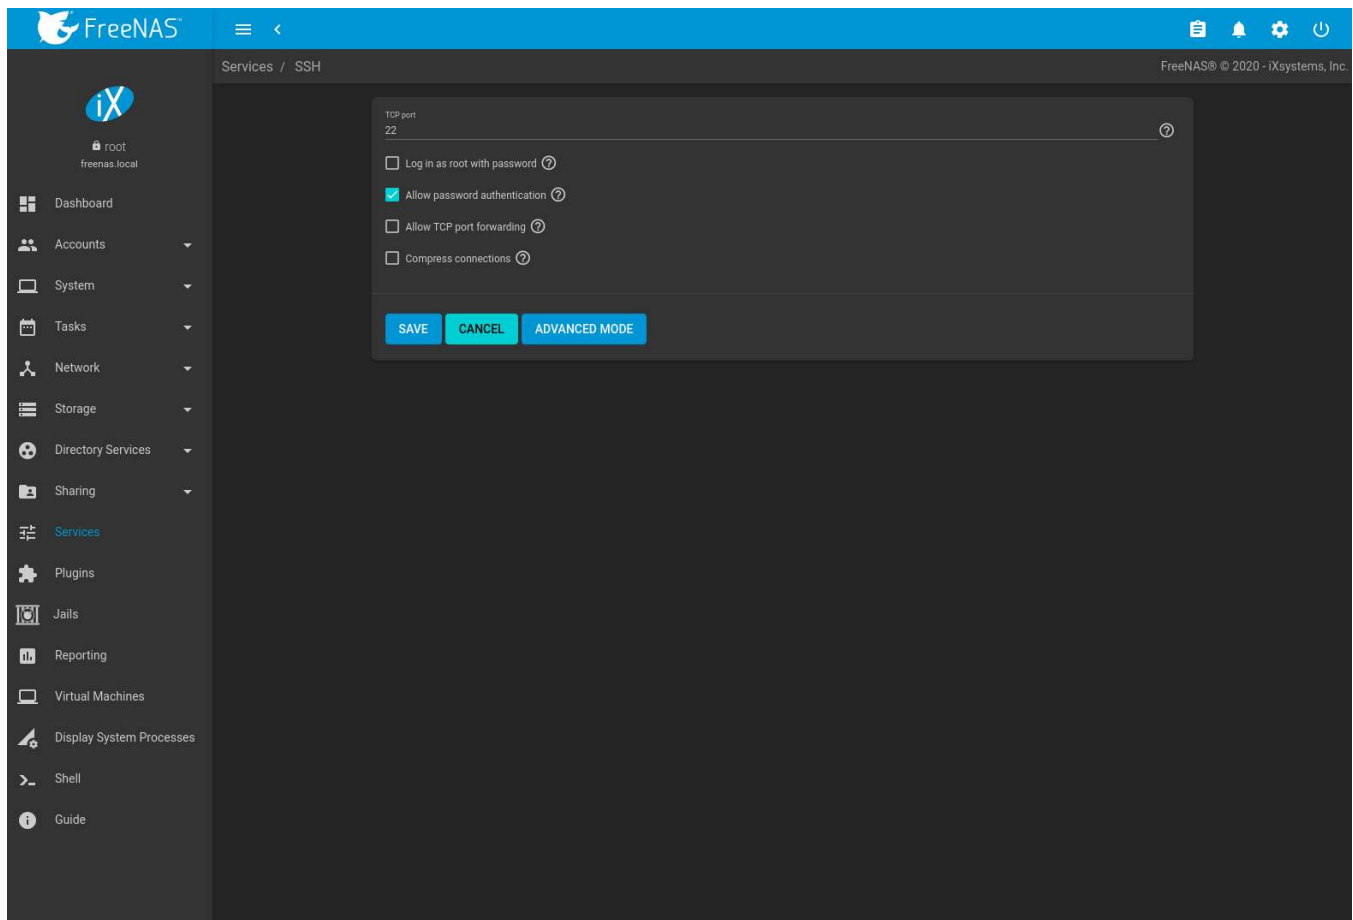 FreeNAS
Services / SSH
FreeNAS® © 2020 - iXsystems, Inc.
iX
root
freenas.local
Dashboard
Accounts
System
Tasks
Network
Storage
Directory Services
Sharing
Services
Plugins
Jails
Reporting
Virtual Machines
Display System Processes
Shell
Guide
TCP port
22
Log in as root with password
Allow password authentication
Allow TCP port forwarding
Compress connections
SAVE CANCEL ADVANCED MODE